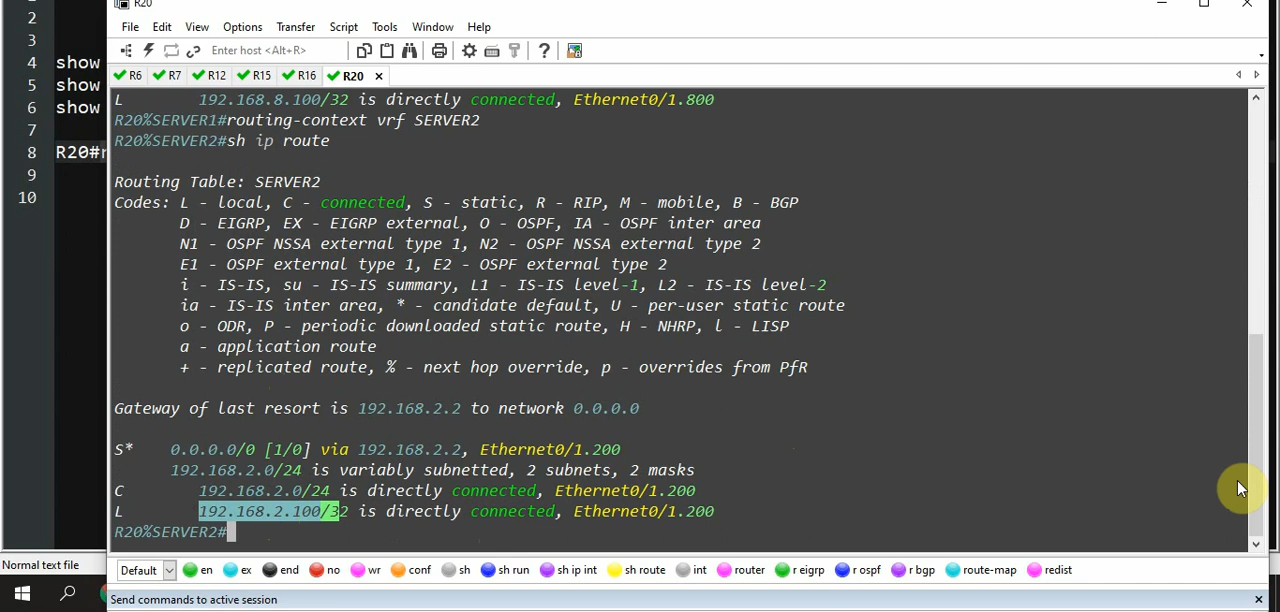 R20
File Edit View Options Transfer Script Tools Window Help
Enter host <Alt+R>
R6 R7 R12 R15 R16 R20
2
3
4 show
5 show
6 show
7
8 R20#r
9
10
L 192.168.8.100/32 is directly connected, Ethernet0/1.800
R20%SERVER1#routing-context vrf SERVER2
R20%SERVER2#sh ip route
Routing Table: SERVER2
Codes: L - local, C - connected, S - static, R - RIP, M - mobile, B - BGP
D - EIGRP, EX - EIGRP external, O - OSPF, IA - OSPF inter area
N1 - OSPF NSSA external type 1, N2 - OSPF NSSA external type 2
E1 - OSPF external type 1, E2 - OSPF external type 2
i - IS-IS, su - IS-IS summary, L1 - IS-IS level-1, L2 - IS-IS level-2
ia - IS-IS inter area, * - candidate default, U - per-user static route
o - ODR, P - periodic downloaded static route, H - NHRP, l - LISP
a - application route
+ - replicated route, % - next hop override, p - overrides from PfR
Gateway of last resort is 192.168.2.2 to network 0.0.0.0
S* 0.0.0.0/0 [1/0] via 192.168.2.2, Ethernet0/1.200
192.168.2.0/24 is variably subnetted, 2 subnets, 2 masks
C 192.168.2.0/24 is directly connected, Ethernet0/1.200
L 192.168.2.100/32 is directly connected, Ethernet0/1.200
R20%SERVER2#
Normal text file
Default en ex end no wr conf sh sh run sh ip int sh route int router r eigrp r ospf r bgp route-map redist
Send commands to active session